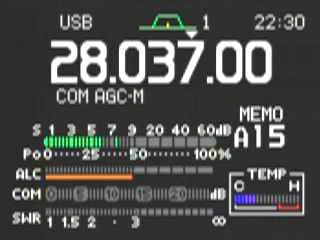 USB 1 22:30
28.037.00
COM AGC-M
MEMO
A15
S 1 3 5 7 9 20 40 60dB
Po 0 25 50 100%
ALC
TEMP
C H
COM 0 5 10 15 20 dB
SWR 1 1.5 2 3 ∞